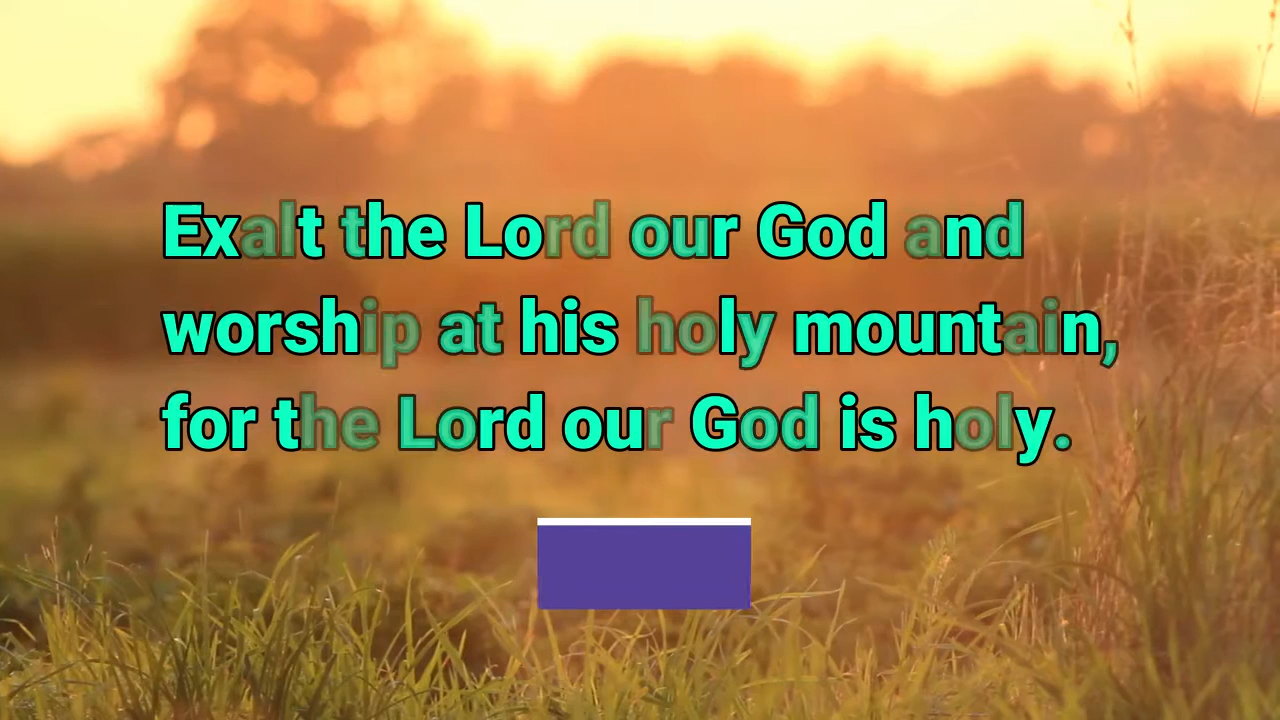 Exalt the Lord our God and
worship at his holy mountain,
for the Lord our God is holy.